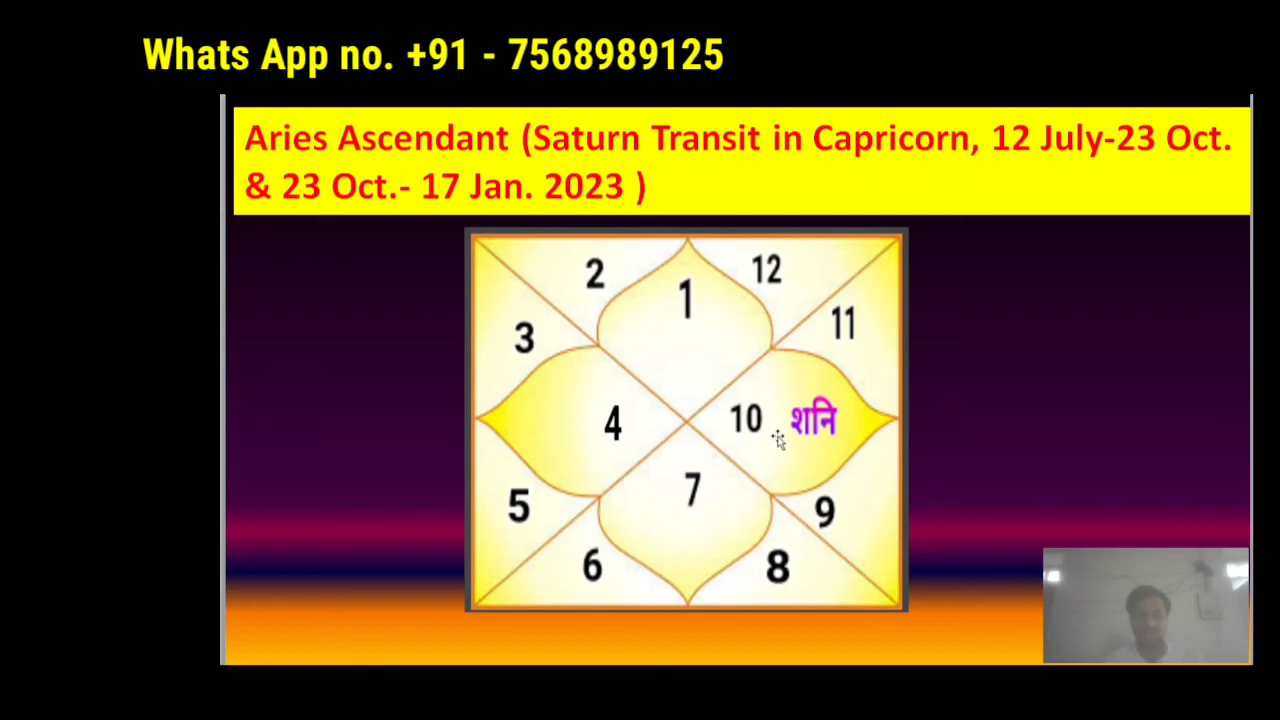 Whats App no. +91 - 7568989125
Aries Ascendant (Saturn Transit in Capricorn, 12 July-23 Oct.
& 23 Oct.- 17 Jan. 2023 )
2
1
12
3
11
4
10 शनि
5
7
9
6
8